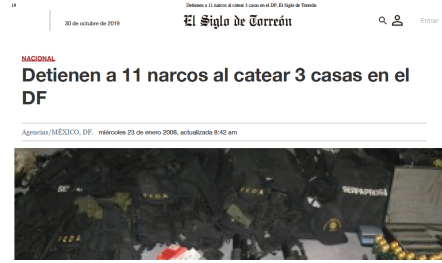 19
Detienen a 11 narcos al catear 3 casas en el DF, El Siglo de Torreón
30 de octubre de 2019
El Siglo de Torreón
Entrar
NACIONAL
Detienen a 11 narcos al catear 3 casas en el
DF
Agencias/MÉXICO, DF. miércoles 23 de enero 2008, actualizada 8:42 am
F E D A